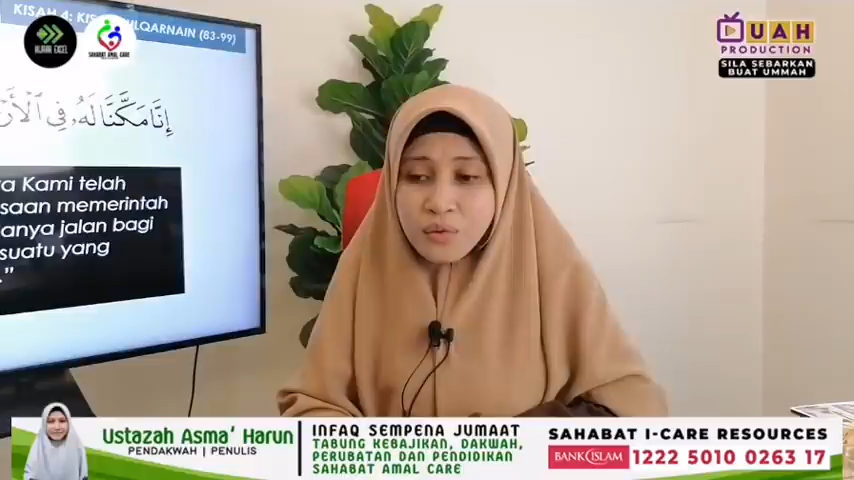 KISAH 4: KIS ULQARNAIN (83-99)
HIJRAH EXCEL
SAHABAT AMAL CARE
UAH
PRODUCTION
SILA SEBARKAN
BUAT UMMAH
إِنَّا مَكَّنَّا لَهُۥ فِى ٱلْأَرْ
Kami telah
saan memerintah
anya jalan bagi
suatu yang
"
Ustazah Asma' Harun
PENDAKWAH | PENULIS
INFAQ SEMPENA JUMAAT
TABUNG KEBAJIKAN, DAKWAH,
PERUBATAN DAN PENDIDIKAN
SAHABAT AMAL CARE
SAHABAT I-CARE RESOURCES
BANK ISLAM
1222 5010 0263 17